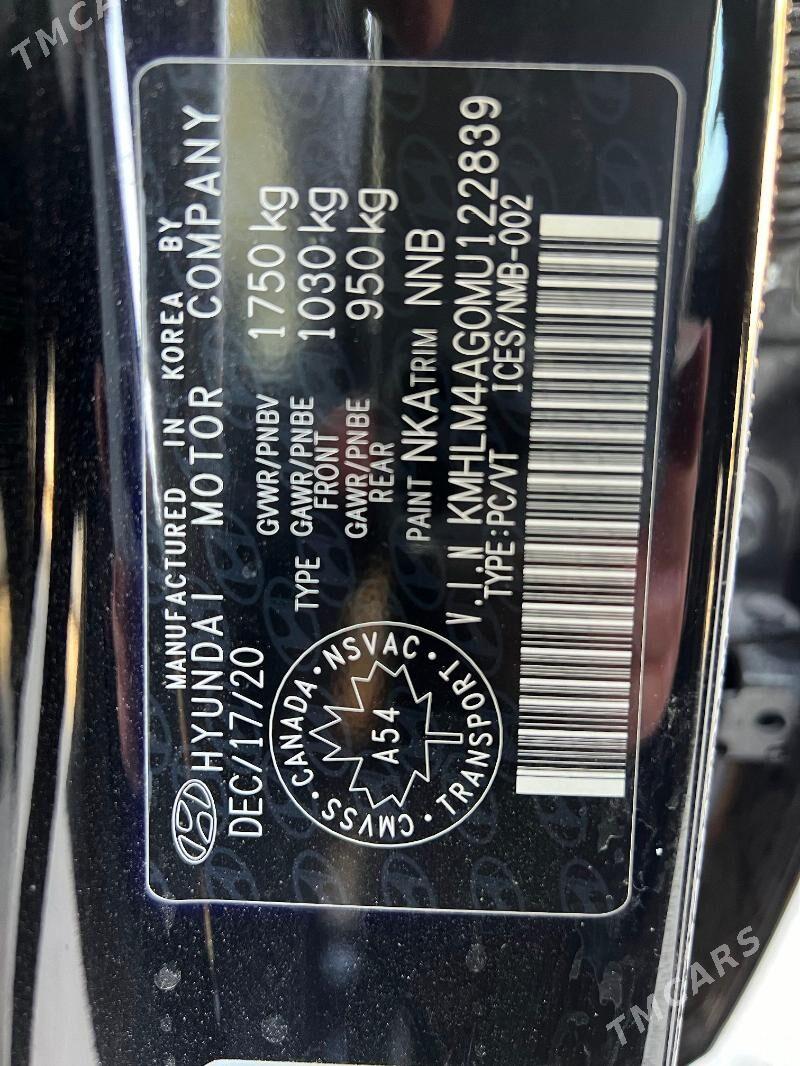 TMCARS
MANUFACTURED IN KOREA BY
HYUNDAI MOTOR COMPANY
DEC/17/20
GVWR/PNBV 1750 kg
TYPE GAWR/PNBE FRONT 1030 kg
GAWR/PNBE REAR 950 kg
PAINT NKA TRIM NNB
V.I.N KMHLM4AG0MU122839
TYPE:PC/VT ICES/NMB-002
CMVSS·CANADA·NSVAC·TRANSPORT·
A54
TMCARS